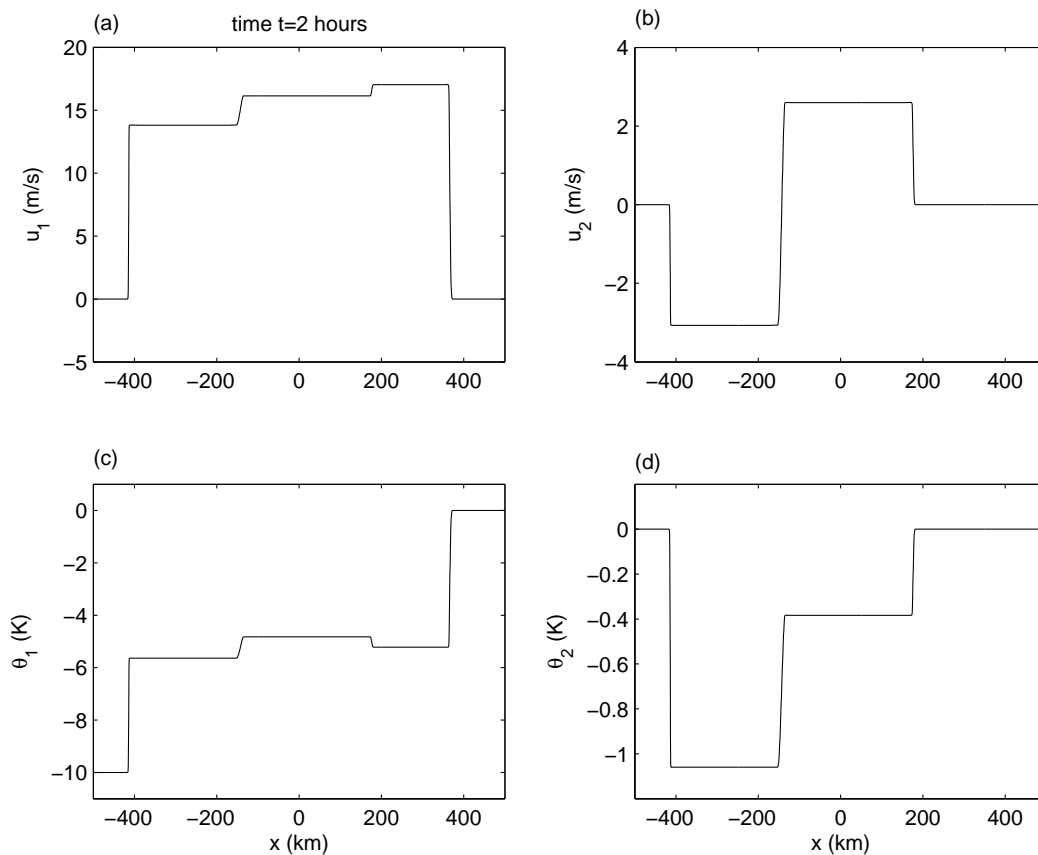 (a)
time t=2 hours
20
15
10
5
0
−5
u1 (m/s)
−400 −200 0 200 400
(b)
4
2
0
−2
−4
u2 (m/s)
−400 −200 0 200 400
(c)
0
−2
−4
−6
−8
−10
θ1 (K)
−400 −200 0 200 400
x (km)
(d)
0
−0.2
−0.4
−0.6
−0.8
−1
θ2 (K)
−400 −200 0 200 400
x (km)